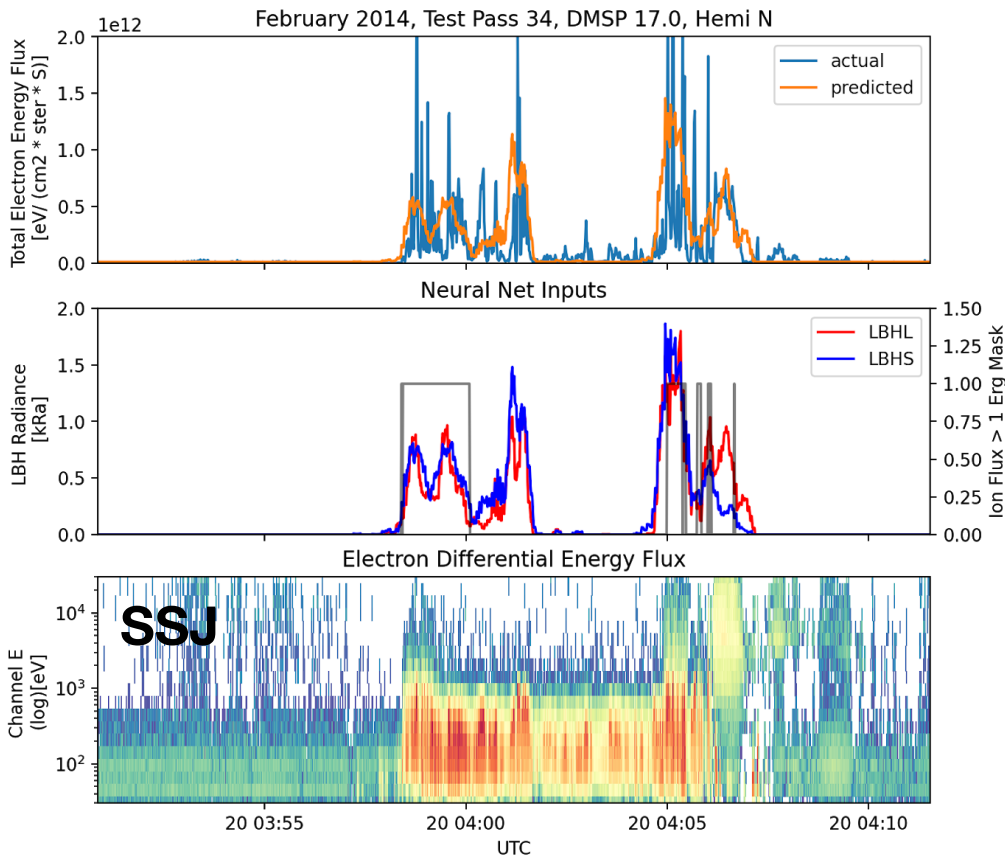 February 2014, Test Pass 34, DMSP 17.0, Hemi N
1e12
Total Electron Energy Flux
[eV/ (cm2 * ster * S)]
2.0
1.5
1.0
0.5
0.0
actual
predicted
Neural Net Inputs
LBH Radiance
[kRa]
2.0
1.5
1.0
0.5
0.0
LBHL
LBHS
1.50
1.25
1.00
0.75
0.50
0.25
0.00
Ion Flux > 1 Erg Mask
Electron Differential Energy Flux
SSJ
Channel E
(log)[eV]
10⁴
10³
10²
20 03:55
20 04:00
20 04:05
20 04:10
UTC